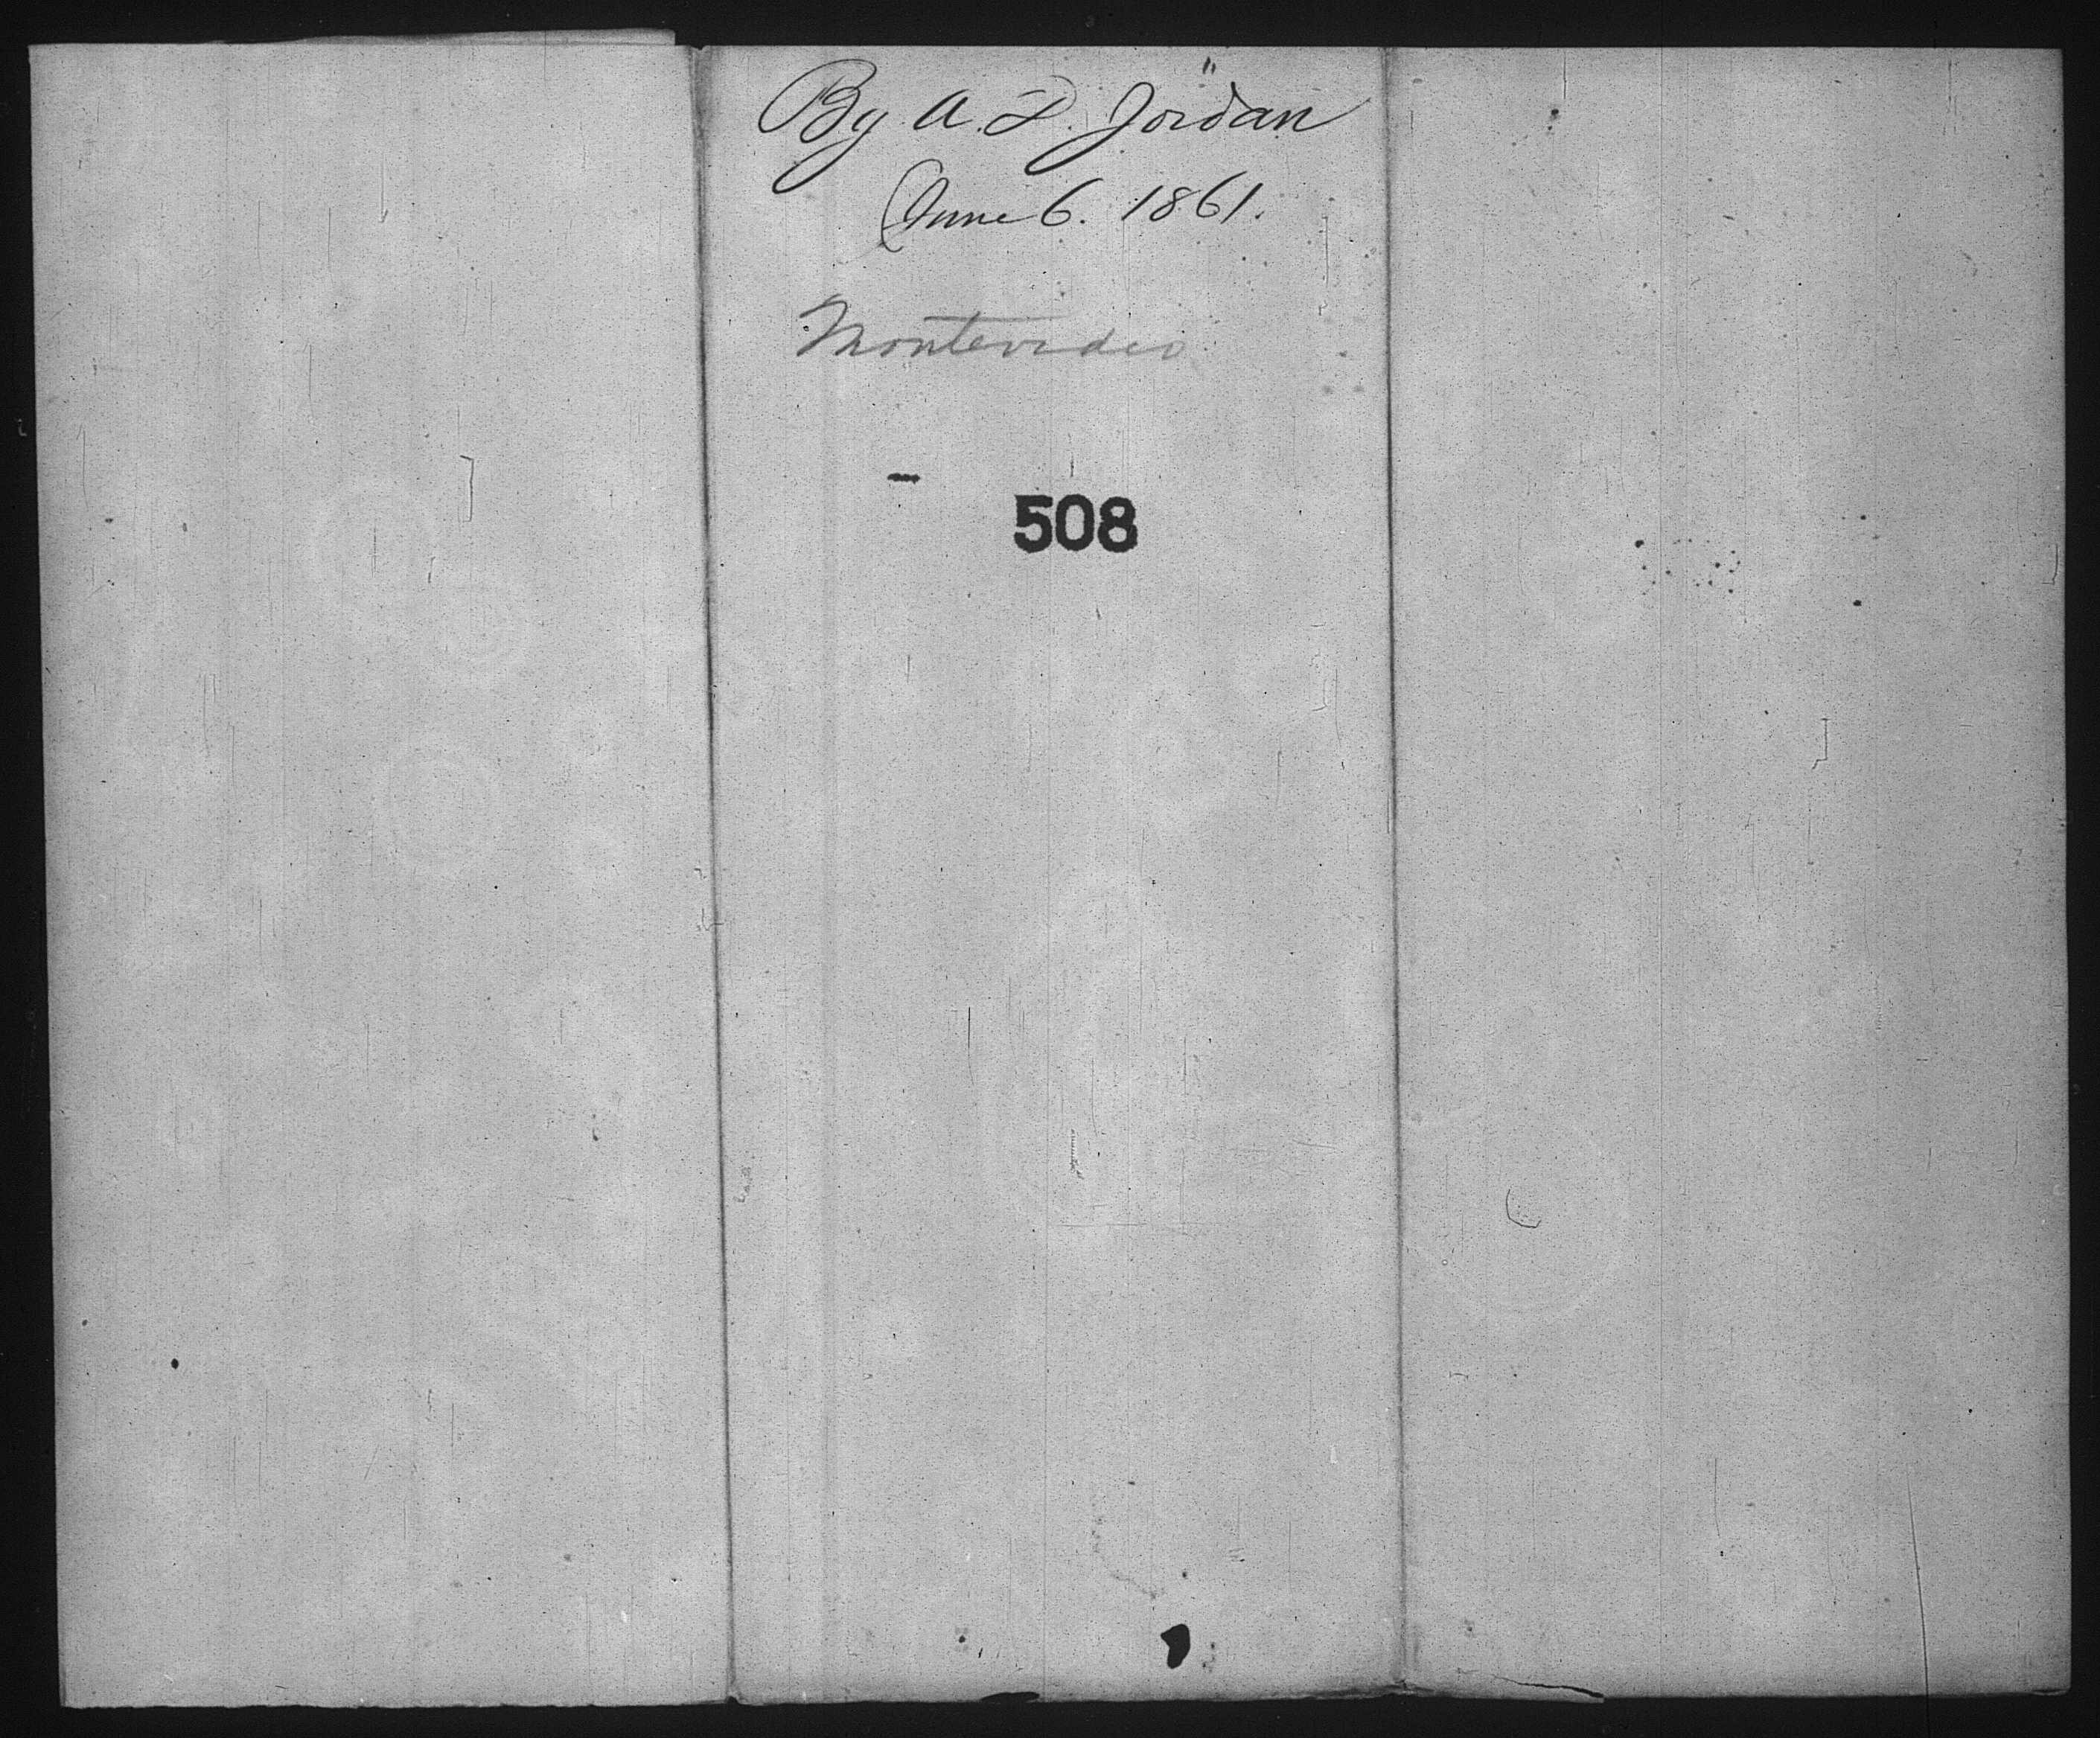 By A. D. Jordan
June 6. 1861.
Montevideo
508